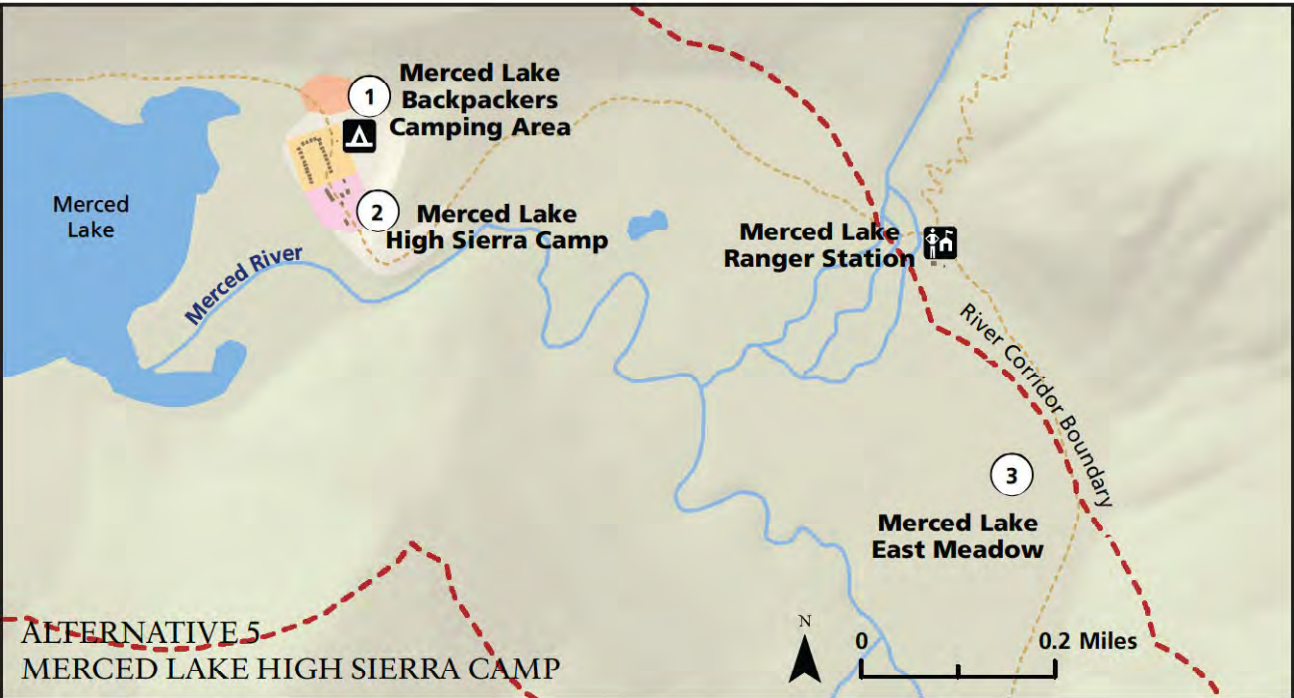 1
Merced Lake
Backpackers
Camping Area
Merced
Lake
2
Merced Lake
High Sierra Camp
Merced River
Merced Lake
Ranger Station
River Corridor Boundary
3
Merced Lake
East Meadow
N
0
0.2 Miles
ALTERNATIVE 5
MERCED LAKE HIGH SIERRA CAMP